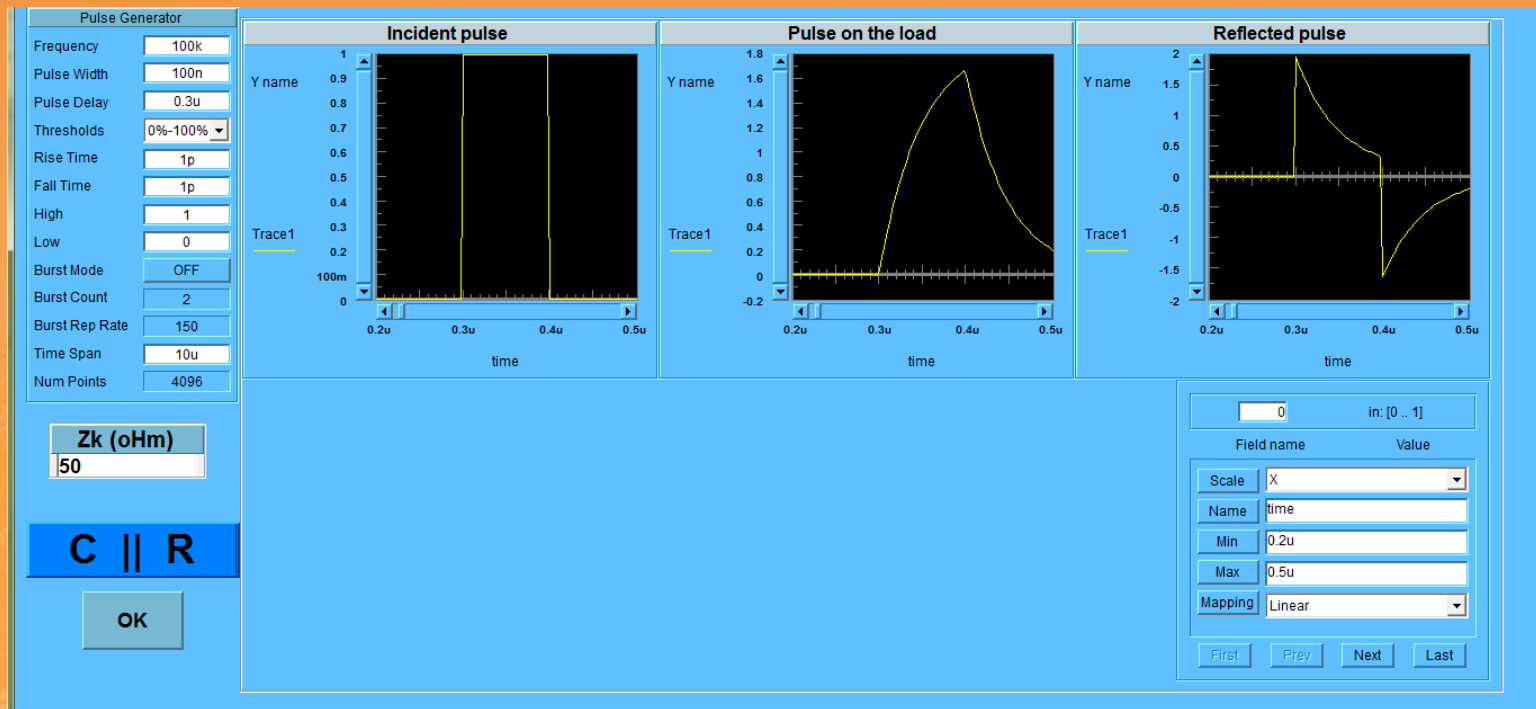 Pulse Generator
Frequency 100k
Pulse Width 100n
Pulse Delay 0.3u
Thresholds 0%-100%
Rise Time 1p
Fall Time 1p
High 1
Low 0
Burst Mode OFF
Burst Count 2
Burst Rep Rate 150
Time Span 10u
Num Points 4096
Zk (oHm)
50
C || R
OK
Incident pulse
Y name
Trace1
1
0.9
0.8
0.7
0.6
0.5
0.4
0.3
0.2
100m
0
0.2u 0.3u 0.4u 0.5u
time
Pulse on the load
Y name
Trace1
1.8
1.6
1.4
1.2
1
0.8
0.6
0.4
0.2
0
-0.2
0.2u 0.3u 0.4u 0.5u
time
Reflected pulse
Y name
Trace1
2
1.5
1
0.5
0
-0.5
-1
-1.5
-2
0.2u 0.3u 0.4u 0.5u
time
0 in: [0 .. 1]
Field name Value
Scale X
Name time
Min 0.2u
Max 0.5u
Mapping Linear
First Prev Next Last